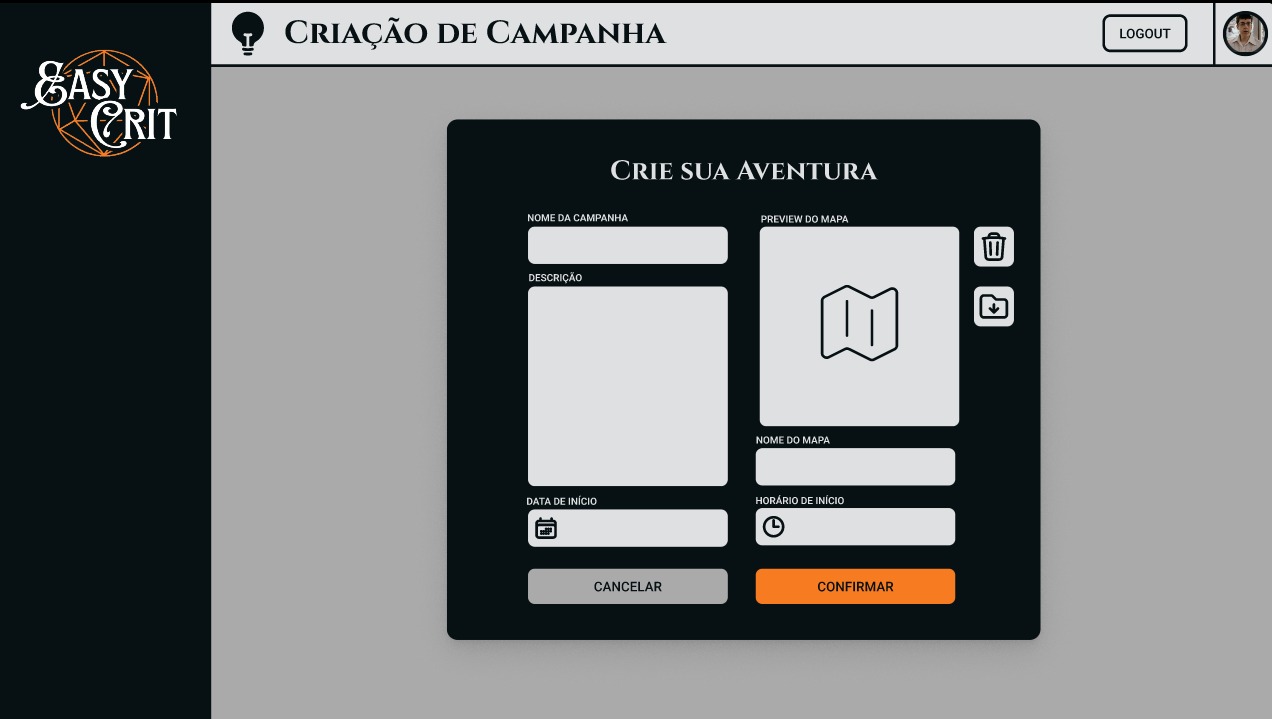 Easy
Crit
Criação de Campanha
LOGOUT
Crie sua Aventura
NOME DA CAMPANHA
PREVIEW DO MAPA
DESCRIÇÃO
NOME DO MAPA
DATA DE INÍCIO
HORÁRIO DE INÍCIO
CANCELAR
CONFIRMAR